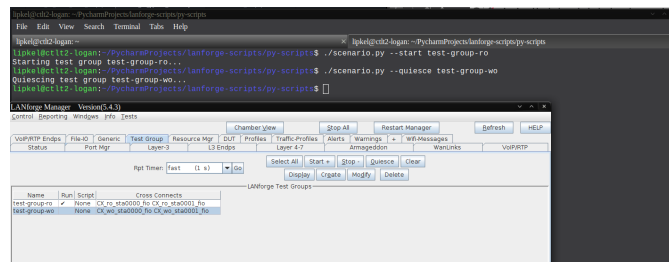 lipkel@ctlt2-logan: ~/PycharmProjects/lanforge-scripts/py-scripts
File Edit View Search Terminal Tabs Help
lipkel@ctlt2-logan: ~ × lipkel@ctlt2-logan: ~/PycharmProjects/lanforge-scripts/py-scripts
lipkel@ctlt2-logan:~/PycharmProjects/lanforge-scripts/py-scripts$ ./scenario.py --start test-group-ro
Starting test group test-group-ro...
lipkel@ctlt2-logan:~/PycharmProjects/lanforge-scripts/py-scripts$ ./scenario.py --quiesce test-group-wo
Quiescing test group test-group-wo...
lipkel@ctlt2-logan:~/PycharmProjects/lanforge-scripts/py-scripts$
LANforge Manager Version(5.4.3)
Control Reporting Windows Info Tests
Chamber View Stop All Restart Manager Refresh HELP
VoIP/RTP Endps File-IO Generic Test Group Resource Mgr DUT Profiles Traffic-Profiles Alerts Warnings + Wifi-Messages
Status Port Mgr Layer-3 L3 Endps Layer 4-7 Armageddon WanLinks VoIP/RTP
Rpt Timer: fast (1 s) Go Select All Start + Stop - Quiesce Clear
Display Create Modify Delete
LANforge Test Groups
Name Run Script Cross Connects
test-group-ro ✔ None CX_ro_sta0000_fio CX_ro_sta0001_fio
test-group-wo None CX_wo_sta0000_fio CX_wo_sta0001_fio